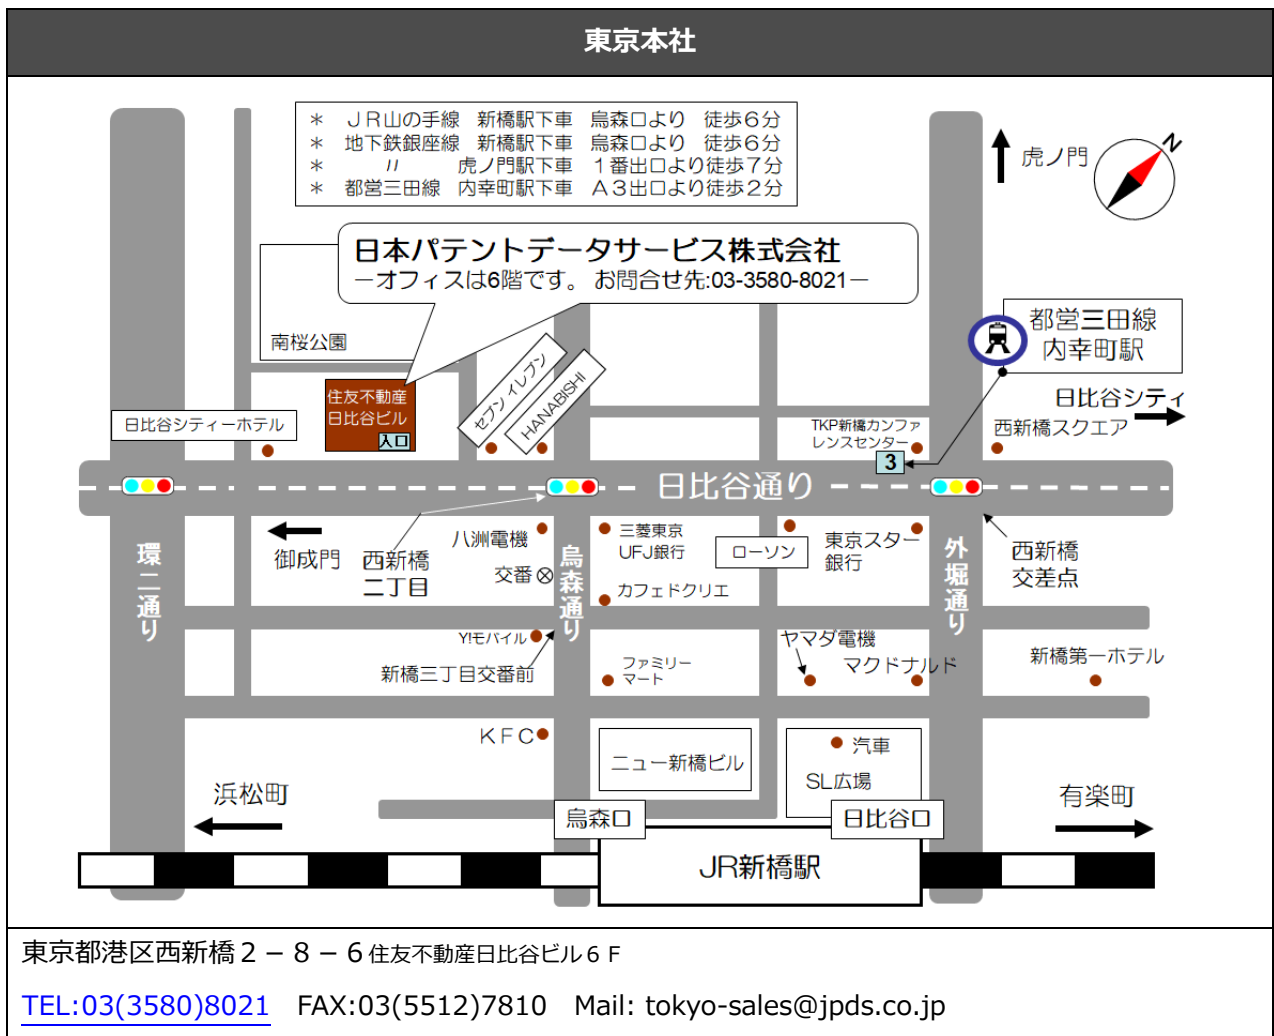 東京本社
＊　ＪＲ山の手線　新橋駅下車　烏森口より　徒歩６分
＊　地下鉄銀座線　新橋駅下車　烏森口より　徒歩６分
＊　　　〃　　　虎ノ門駅下車　１番出口より徒歩７分
＊　都営三田線　内幸町駅下車　Ａ３出口より徒歩２分
虎ノ門
N
日本パテントデータサービス株式会社
－オフィスは6階です。 お問合せ先:03-3580-8021－
南桜公園
都営三田線
内幸町駅
セブン イレブン
HANABISHI
住友不動産
日比谷ビル
入口
日比谷シティーホテル
日比谷シティ
TKP新橋カンファ
レンスセンター
西新橋スクエア
3
日比谷通り
御成門
西新橋
二丁目
八洲電機
交番
三菱東京
UFJ銀行
ローソン
東京スター
銀行
西新橋
交差点
環二通り
烏森通り
外堀通り
カフェドクリエ
Y!モバイル
新橋三丁目交番前
ファミリー
マート
ヤマダ電機
マクドナルド
新橋第一ホテル
ＫＦＣ
ニュー新橋ビル
汽車
SL広場
浜松町
有楽町
烏森口
日比谷口
JR新橋駅
東京都港区西新橋２－８－６住友不動産日比谷ビル６Ｆ
TEL:03(3580)8021　FAX:03(5512)7810　Mail: tokyo-sales@jpds.co.jp